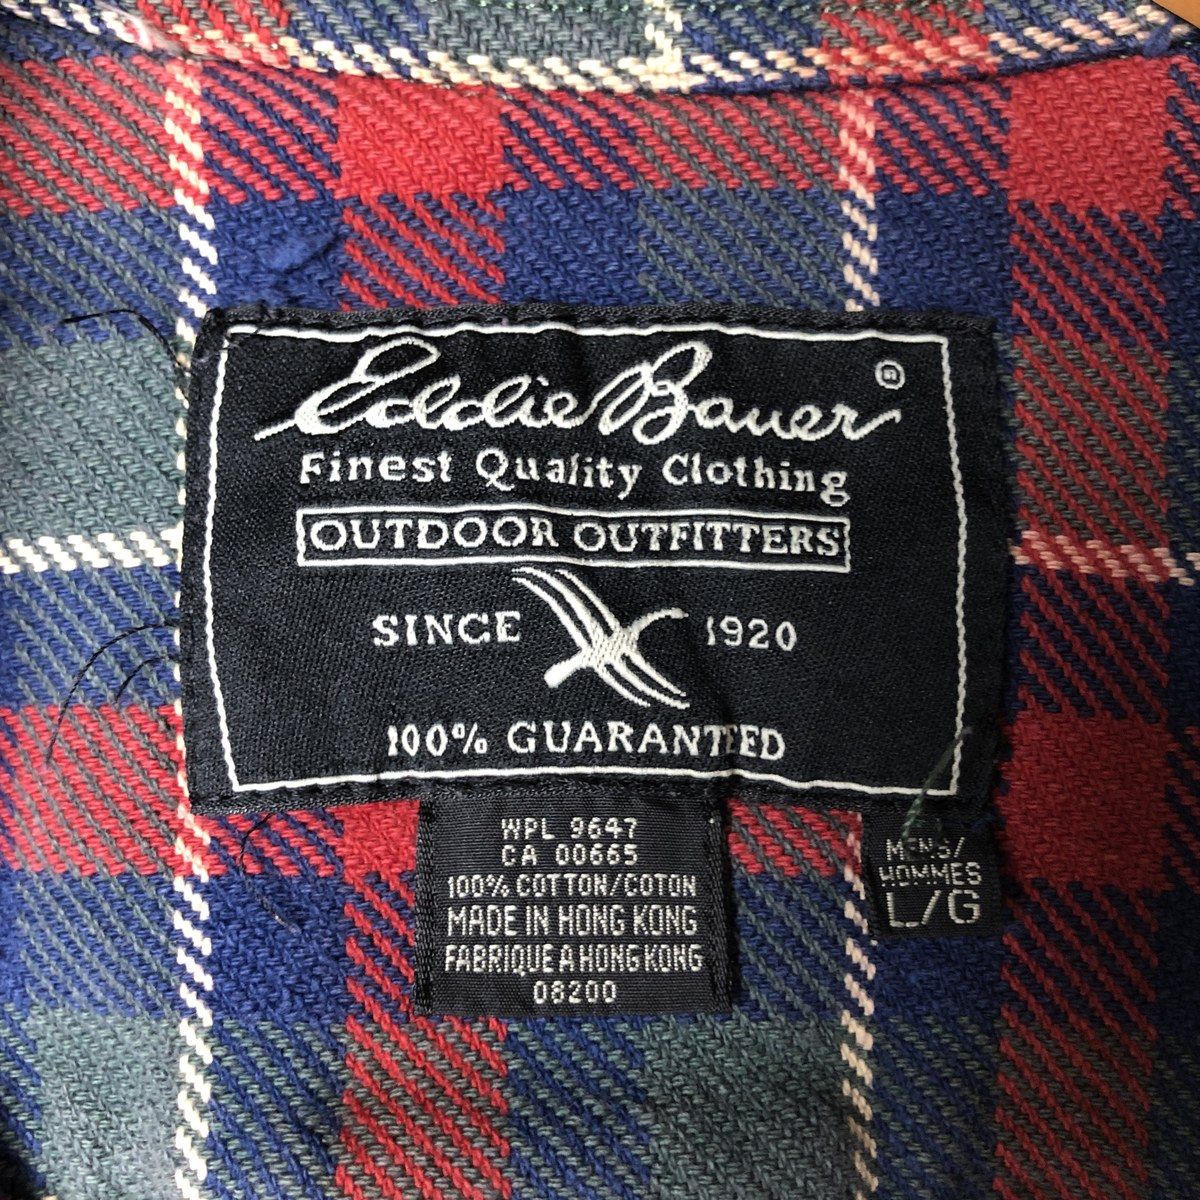 Eddie Bauer ®
Finest Quality Clothing
OUTDOOR OUTFITTERS
SINCE 1920
100% GUARANTEED
WPL 9647
CA 00665
100% COTTON/COTON
MADE IN HONG KONG
FABRIQUE A HONG KONG
08200
MENS/
HOMMES
L/G